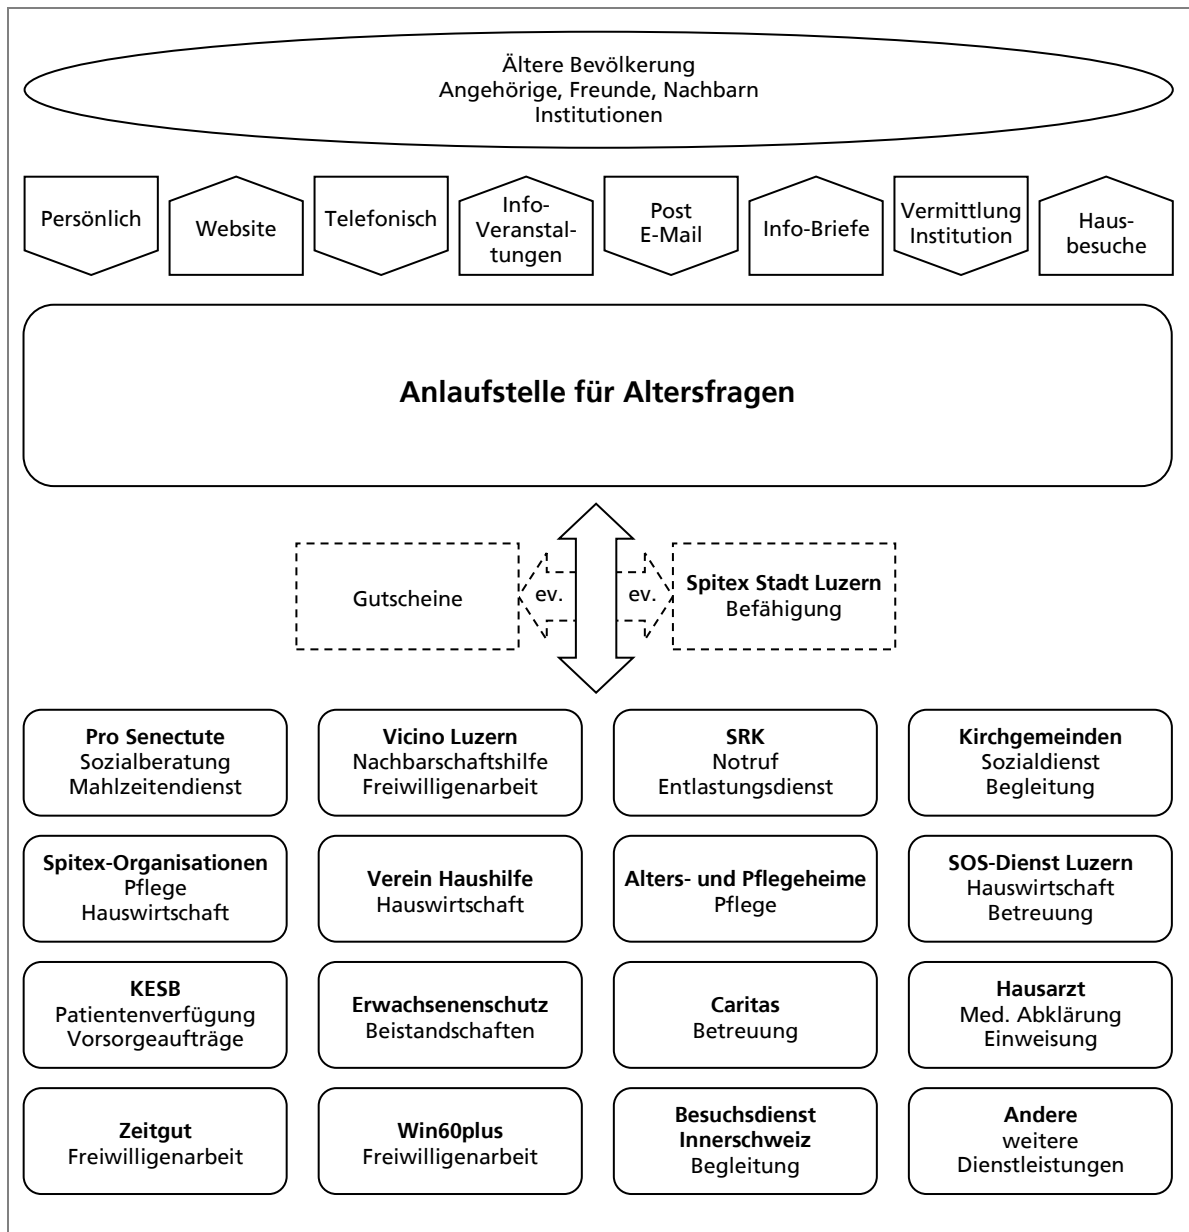 Ältere Bevölkerung
Angehörige, Freunde, Nachbarn
Institutionen
Persönlich
Website
Telefonisch
Info-
Veranstal-
tungen
Post
E-Mail
Info-Briefe
Vermittlung
Institution
Haus-
besuche
Anlaufstelle für Altersfragen
Gutscheine
ev.
ev.
Spitex Stadt Luzern
Befähigung
Pro Senectute
Sozialberatung
Mahlzeitendienst
Vicino Luzern
Nachbarschaftshilfe
Freiwilligenarbeit
SRK
Notruf
Entlastungsdienst
Kirchgemeinden
Sozialdienst
Begleitung
Spitex-Organisationen
Pflege
Hauswirtschaft
Verein Haushilfe
Hauswirtschaft
Alters- und Pflegeheime
Pflege
SOS-Dienst Luzern
Hauswirtschaft
Betreuung
KESB
Patientenverfügung
Vorsorgeaufträge
Erwachsenenschutz
Beistandschaften
Caritas
Betreuung
Hausarzt
Med. Abklärung
Einweisung
Zeitgut
Freiwilligenarbeit
Win60plus
Freiwilligenarbeit
Besuchsdienst
Innerschweiz
Begleitung
Andere
weitere
Dienstleistungen